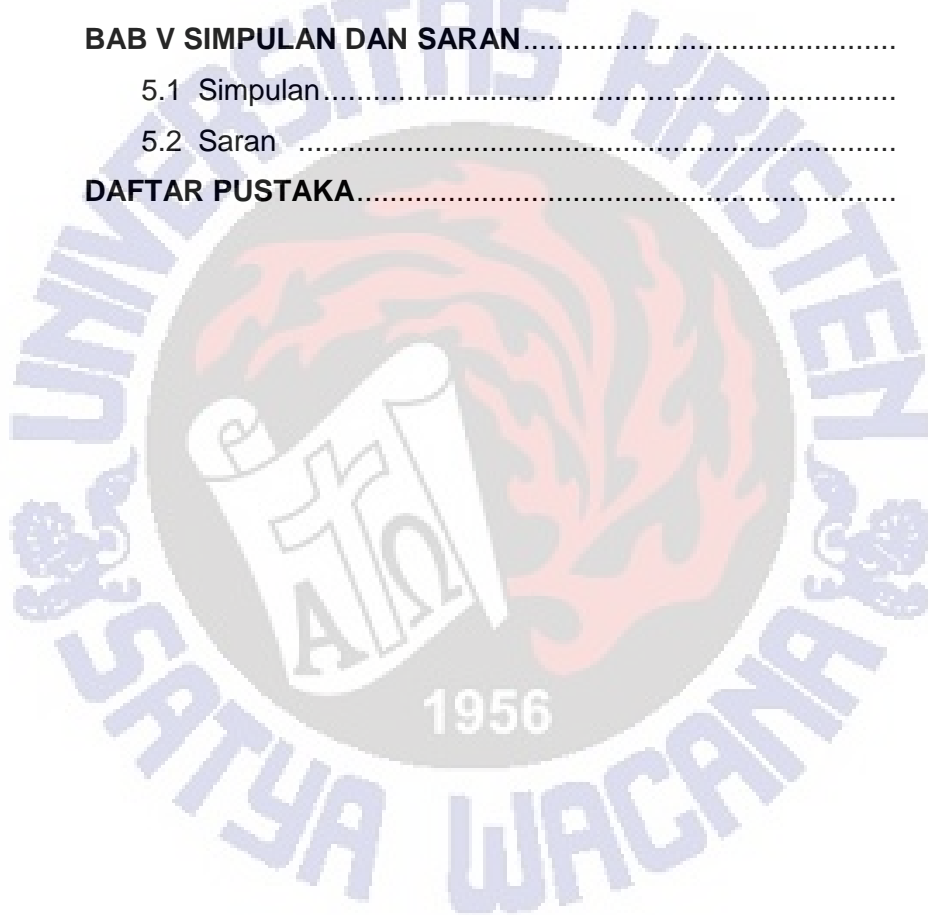 BAB V SIMPULAN DAN SARAN..............................................
5.1 Simpulan......................................................................
5.2 Saran .........................................................................
DAFTAR PUSTAKA..................................................................
UNIVERSITAS KRISTEN
Α Ω
1956
SATYA WACANA